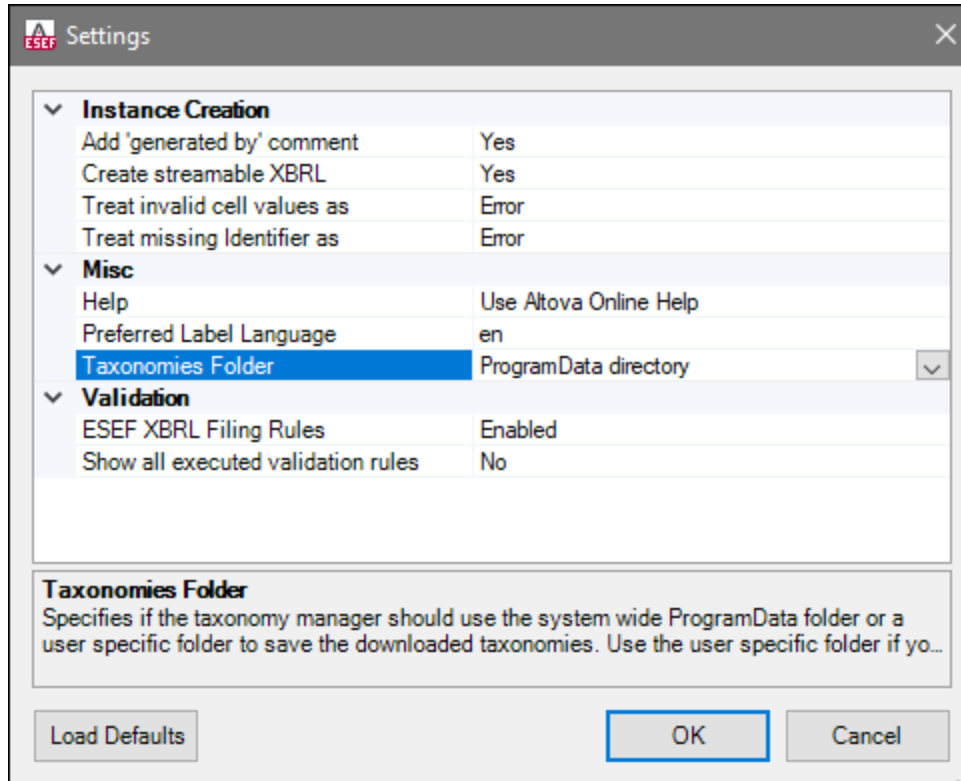 A
ESEF
Settings
Instance Creation
Add 'generated by' comment Yes
Create streamable XBRL Yes
Treat invalid cell values as Error
Treat missing Identifier as Error
Misc
Help Use Altova Online Help
Preferred Label Language en
Taxonomies Folder ProgramData directory
Validation
ESEF XBRL Filing Rules Enabled
Show all executed validation rules No
Taxonomies Folder
Specifies if the taxonomy manager should use the system wide ProgramData folder or a
user specific folder to save the downloaded taxonomies. Use the user specific folder if yo...
Load Defaults OK Cancel